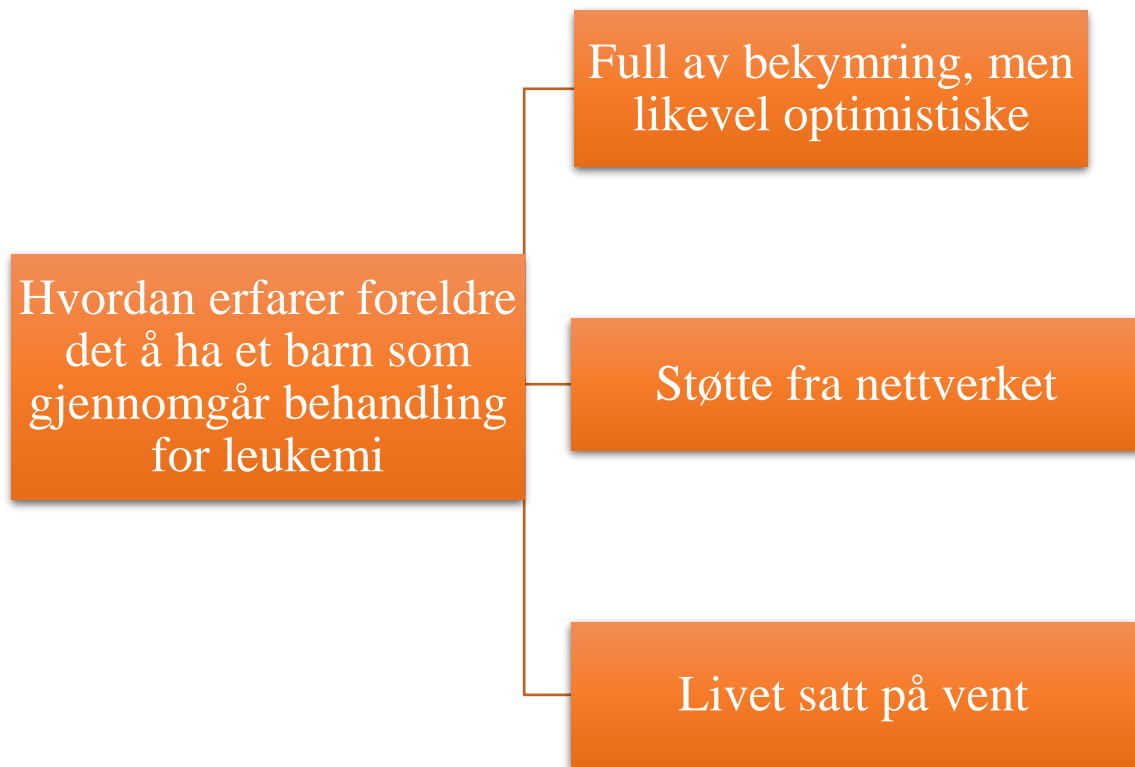 Full av bekymring, men
likevel optimistiske
Hvordan erfarer foreldre
det å ha et barn som
gjennomgår behandling
for leukemi
Støtte fra nettverket
Livet satt på vent